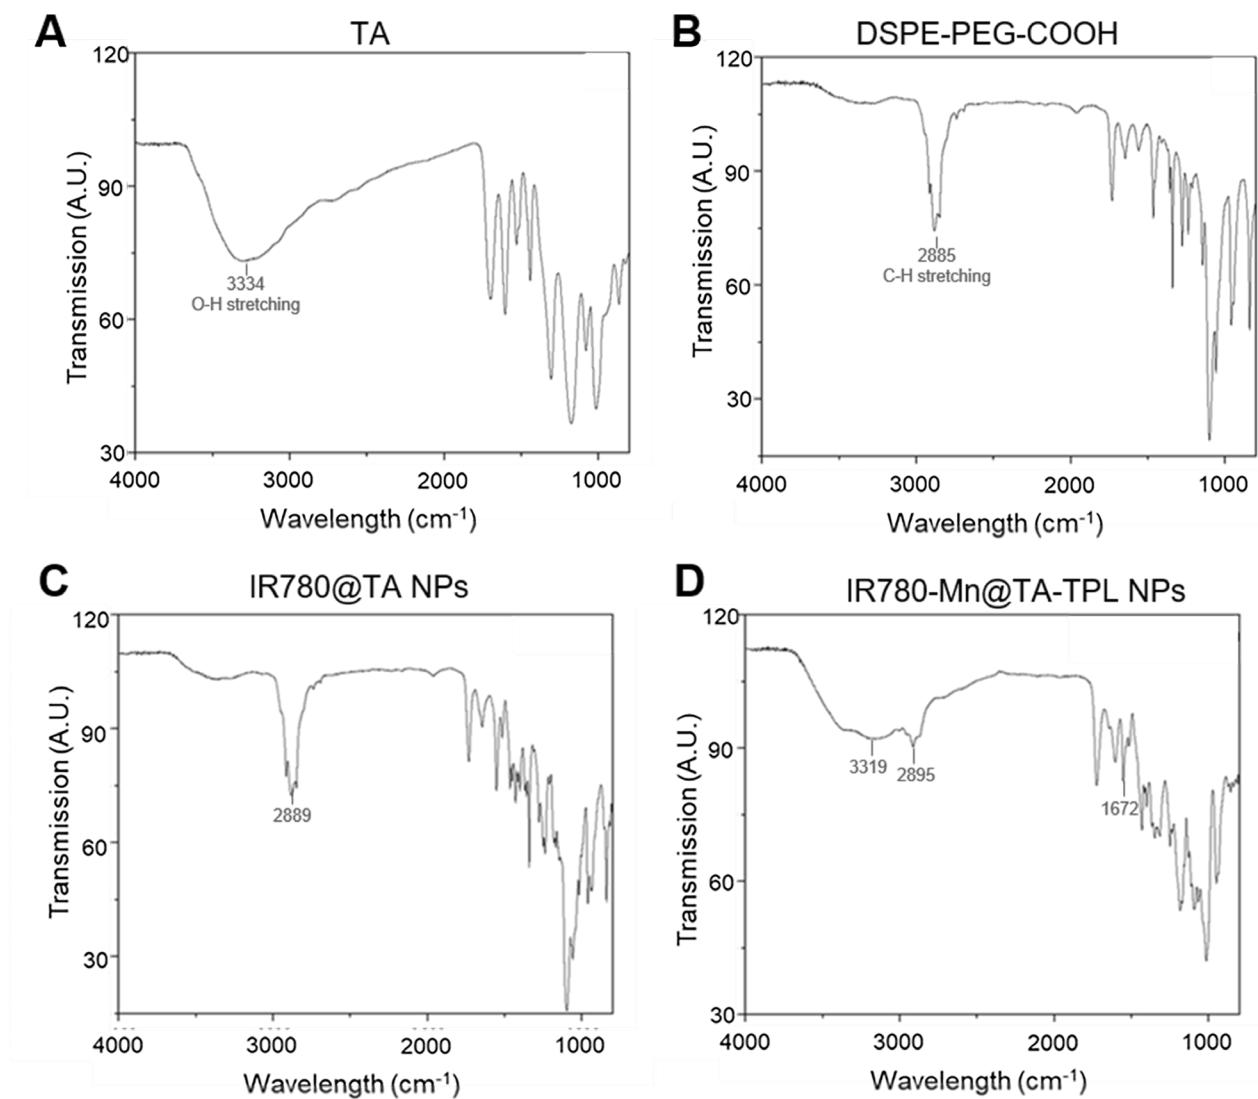 A
TA
120
90
60
30
Transmission (A.U.)
3334
O-H stretching
4000
3000
2000
1000
Wavelength (cm⁻¹)
B
DSPE-PEG-COOH
120
90
60
30
Transmission (A.U.)
2885
C-H stretching
4000
3000
2000
1000
Wavelength (cm⁻¹)
C
IR780@TA NPs
120
90
60
30
Transmission (A.U.)
2889
4000
3000
2000
1000
Wavelength (cm⁻¹)
D
IR780-Mn@TA-TPL NPs
120
90
60
30
Transmission (A.U.)
3319
2895
1672
4000
3000
2000
1000
Wavelength (cm⁻¹)